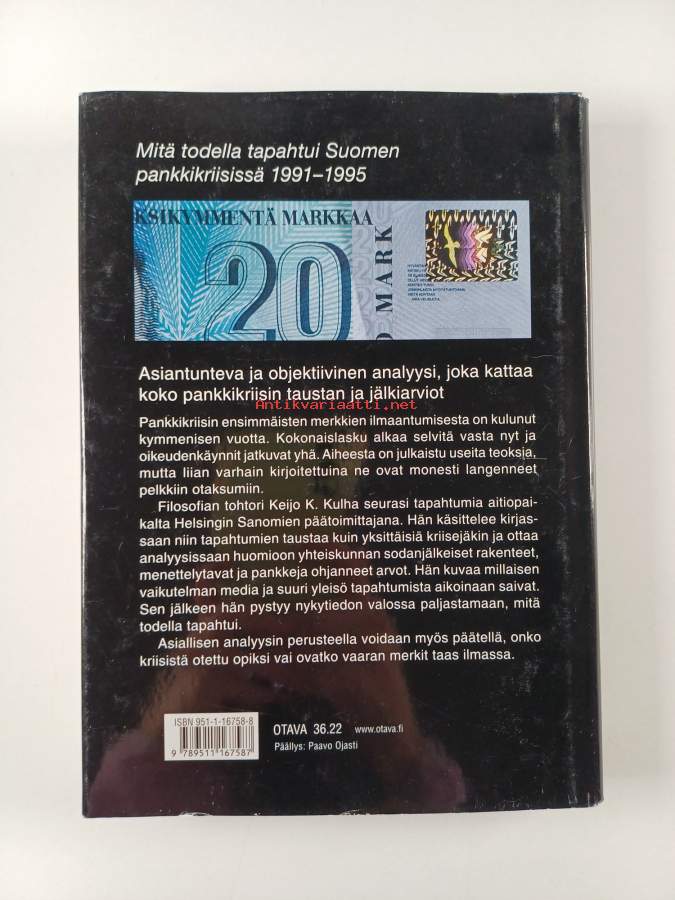 Mitä todella tapahtui Suomen
pankkikriisissä 1991–1995
KSIKYMMENTÄ MARKKAA
20
MARK
Asiantunteva ja objektiivinen analyysi, joka kattaa
koko pankkikriisin taustan ja jälkiarviot
Antikvariaatti.net
Pankkikriisin ensimmäisten merkkien ilmaantumisesta on kulunut
kymmenisen vuotta. Kokonaislasku alkaa selvitä vasta nyt ja
oikeudenkäynnit jatkuvat yhä. Aiheesta on julkaistu useita teoksia,
mutta liian varhain kirjoitettuina ne ovat monesti langenneet
pelkkiin otaksumiin.
Filosofian tohtori Keijo K. Kulha seurasi tapahtumia aitiopai-
kalta Helsingin Sanomien päätoimittajana. Hän käsittelee kirjas-
saan niin tapahtumien taustaa kuin yksittäisiä kriisejäkin ja ottaa
analyysissaan huomioon yhteiskunnan sodanjälkeiset rakenteet,
menettelytavat ja pankkeja ohjanneet arvot. Hän kuvaa millaisen
vaikutelman media ja suuri yleisö tapahtumista aikoinaan saivat.
Sen jälkeen hän pystyy nykytiedon valossa paljastamaan, mitä
todella tapahtui.
Asiallisen analyysin perusteella voidaan myös päätellä, onko
kriisistä otettu opiksi vai ovatko vaaran merkit taas ilmassa.
ISBN 951-1-16758-8
9 789511 167587
OTAVA 36.22 www.otava.fi
Päällys: Paavo Ojasti